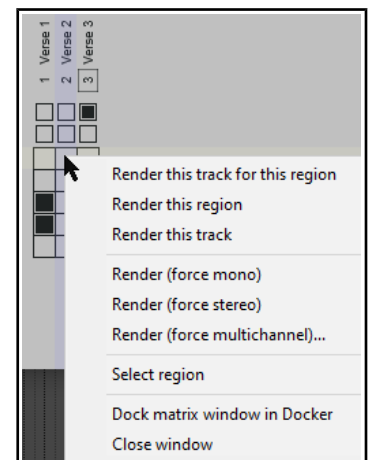 1 Verse 1
2 Verse 2
3 Verse 3
Render this track for this region
Render this region
Render this track
Render (force mono)
Render (force stereo)
Render (force multichannel)...
Select region
Dock matrix window in Docker
Close window